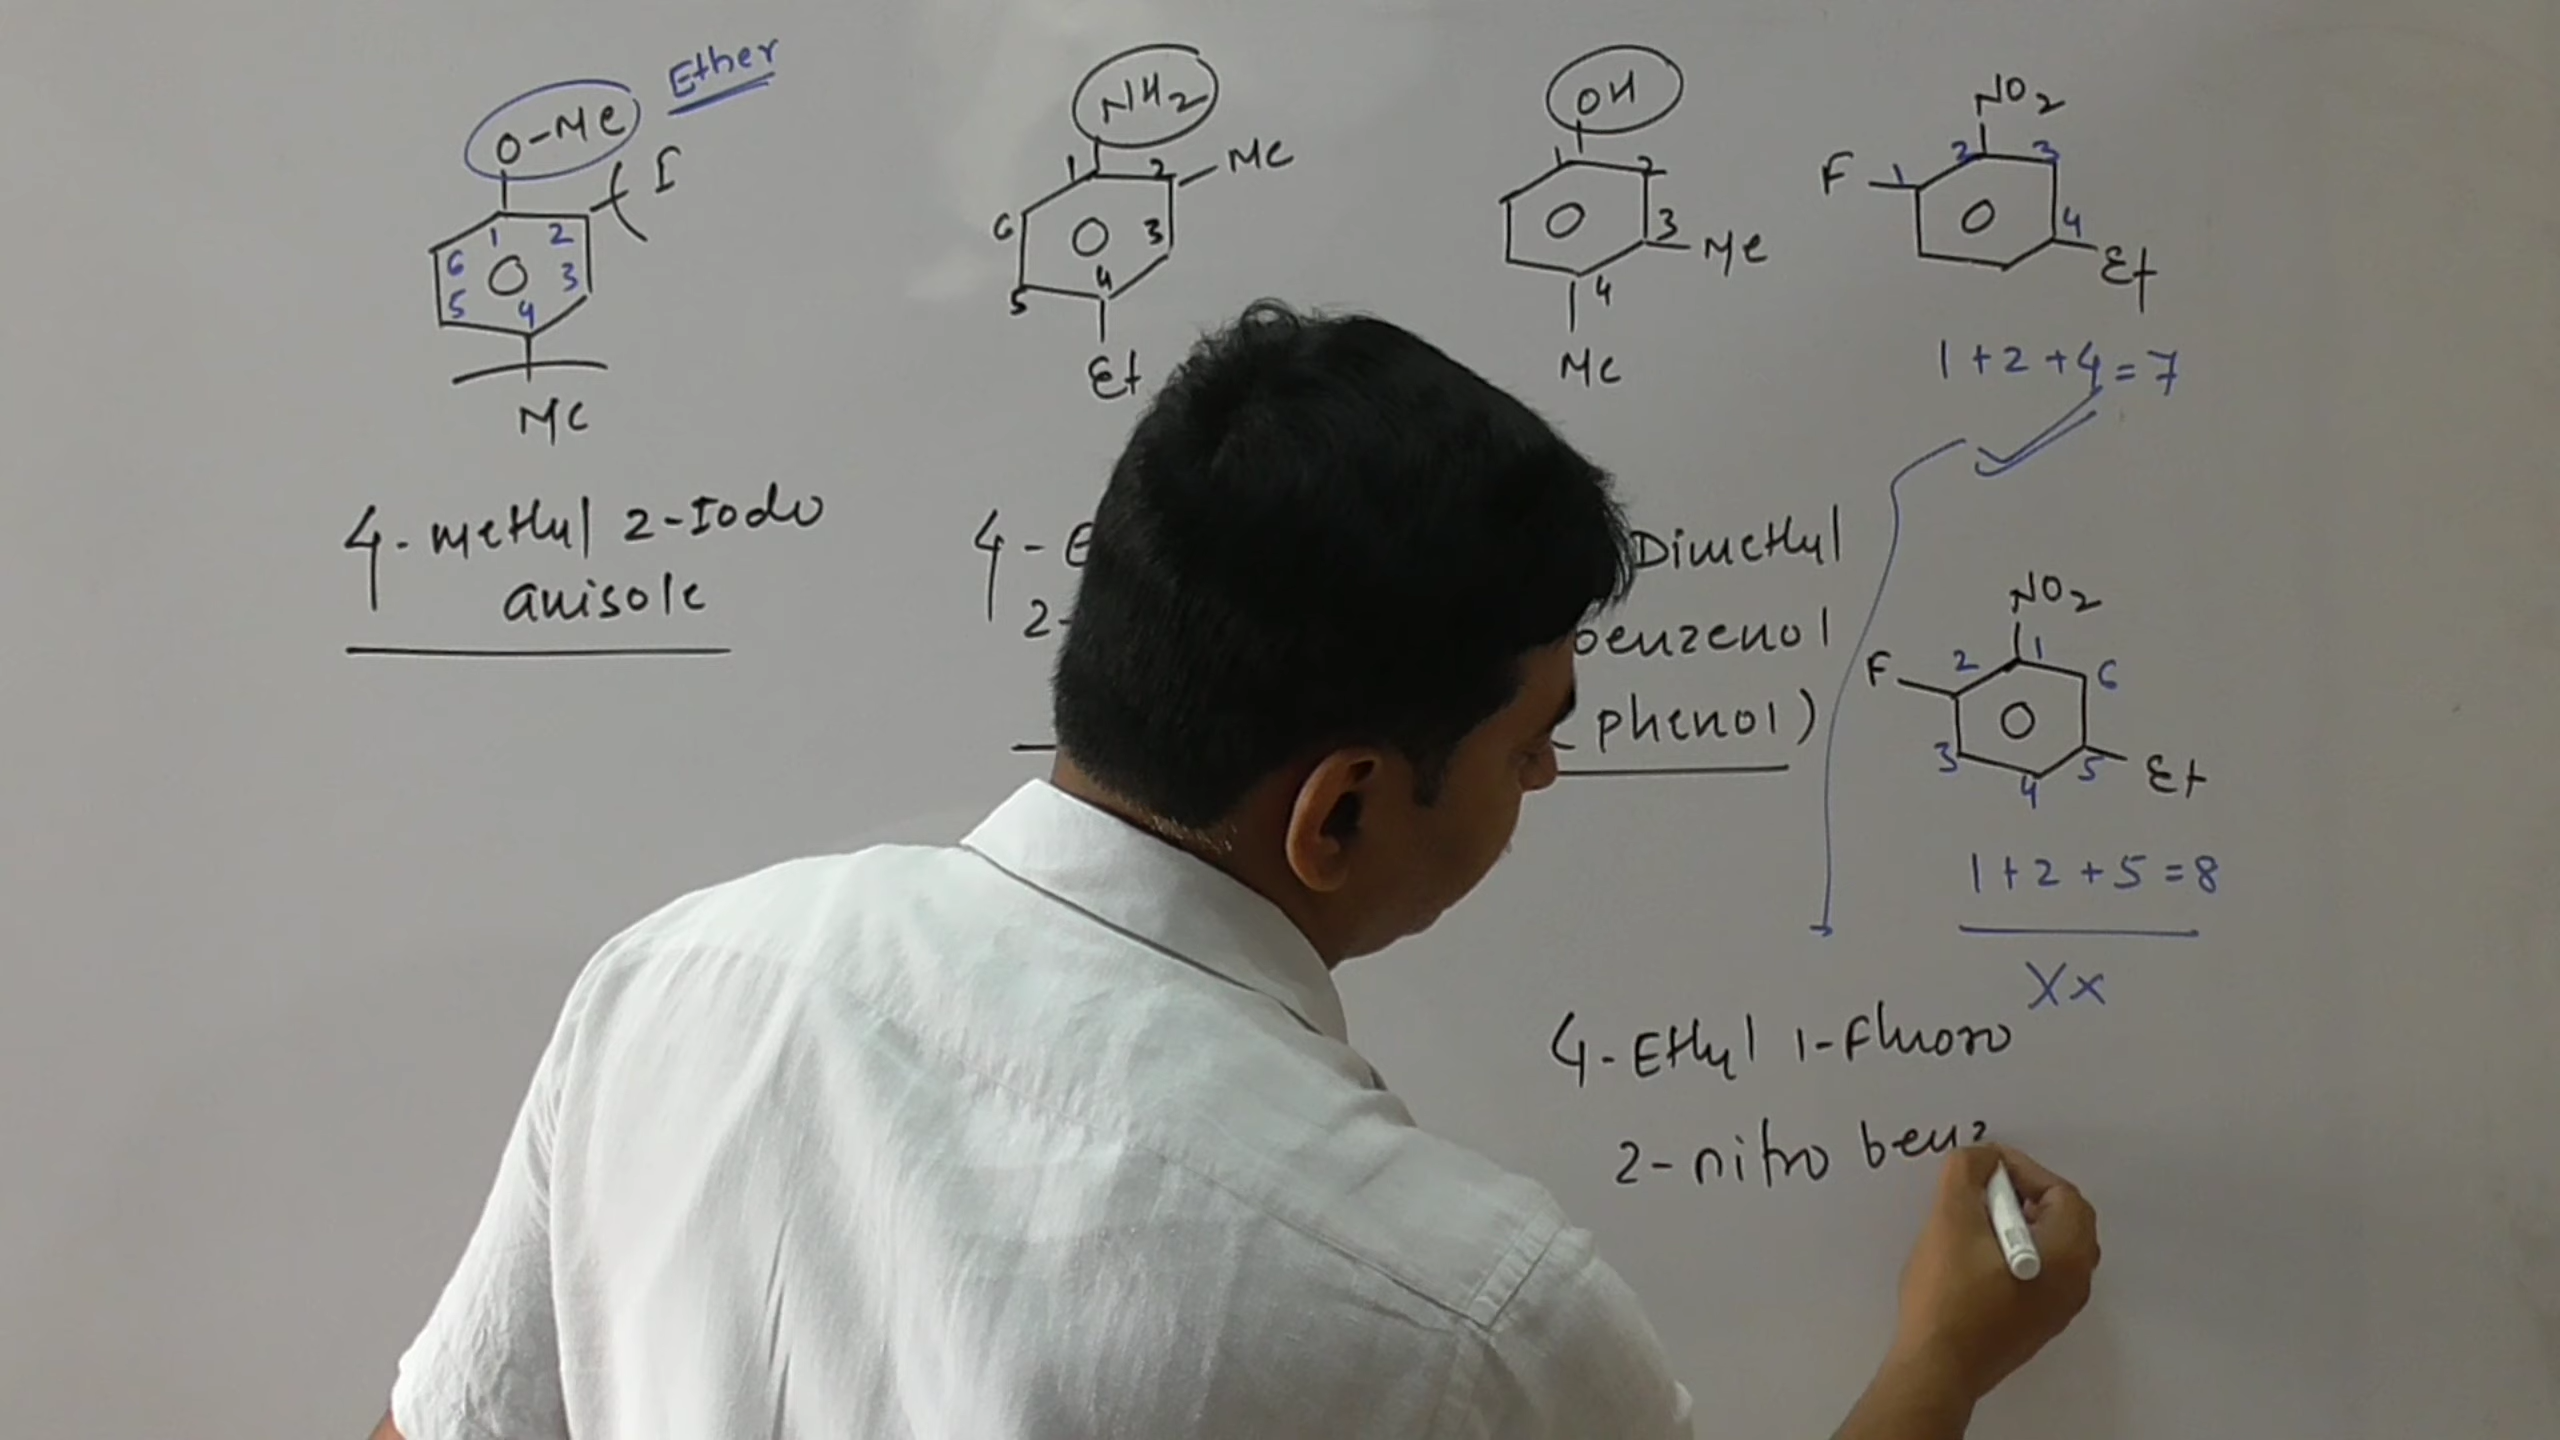 O-Me
Ether
I
1
2
6
3
5
4
Me
4-methyl 2-Iodo
anisole
NH2
1
2
Me
6
3
4
5
Et
4-E
2-
OH
1
2
3
Me
4
Me
Dimethyl
benzenol
phenol)
NO2
F
1
2
3
4
Et
1+2+4=7
NO2
F
2
1
6
3
4
5
Et
1+2+5=8
Xx
4-Ethyl 1-Fluoro
2-nitro benz